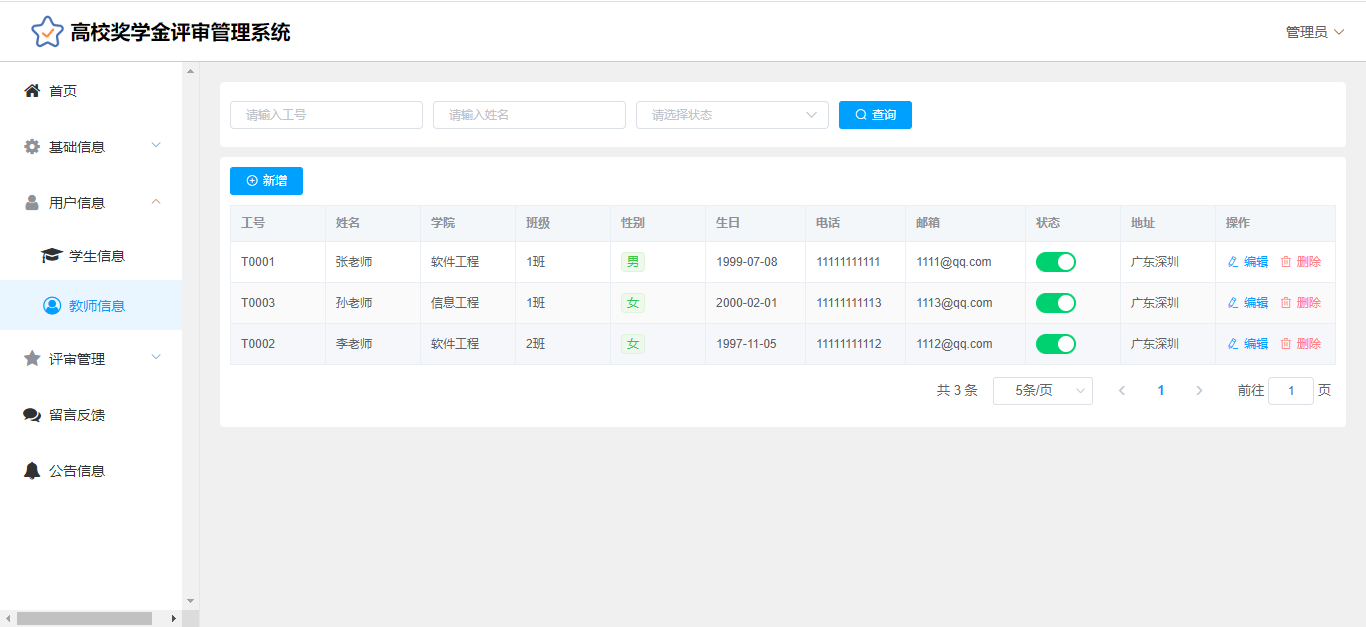 高校奖学金评审管理系统
管理员
首页
基础信息
用户信息
学生信息
教师信息
评审管理
留言反馈
公告信息
请输入工号 请输入姓名 请选择状态 查询
新增
工号 姓名 学院 班级 性别 生日 电话 邮箱 状态 地址 操作
T0001 张老师 软件工程 1班 男 1999-07-08 11111111111 1111@qq.com 广东深圳 编辑 删除
T0003 孙老师 信息工程 1班 女 2000-02-01 11111111113 1113@qq.com 广东深圳 编辑 删除
T0002 李老师 软件工程 2班 女 1997-11-05 11111111112 1112@qq.com 广东深圳 编辑 删除
共 3 条 5条/页 1 前往 1 页